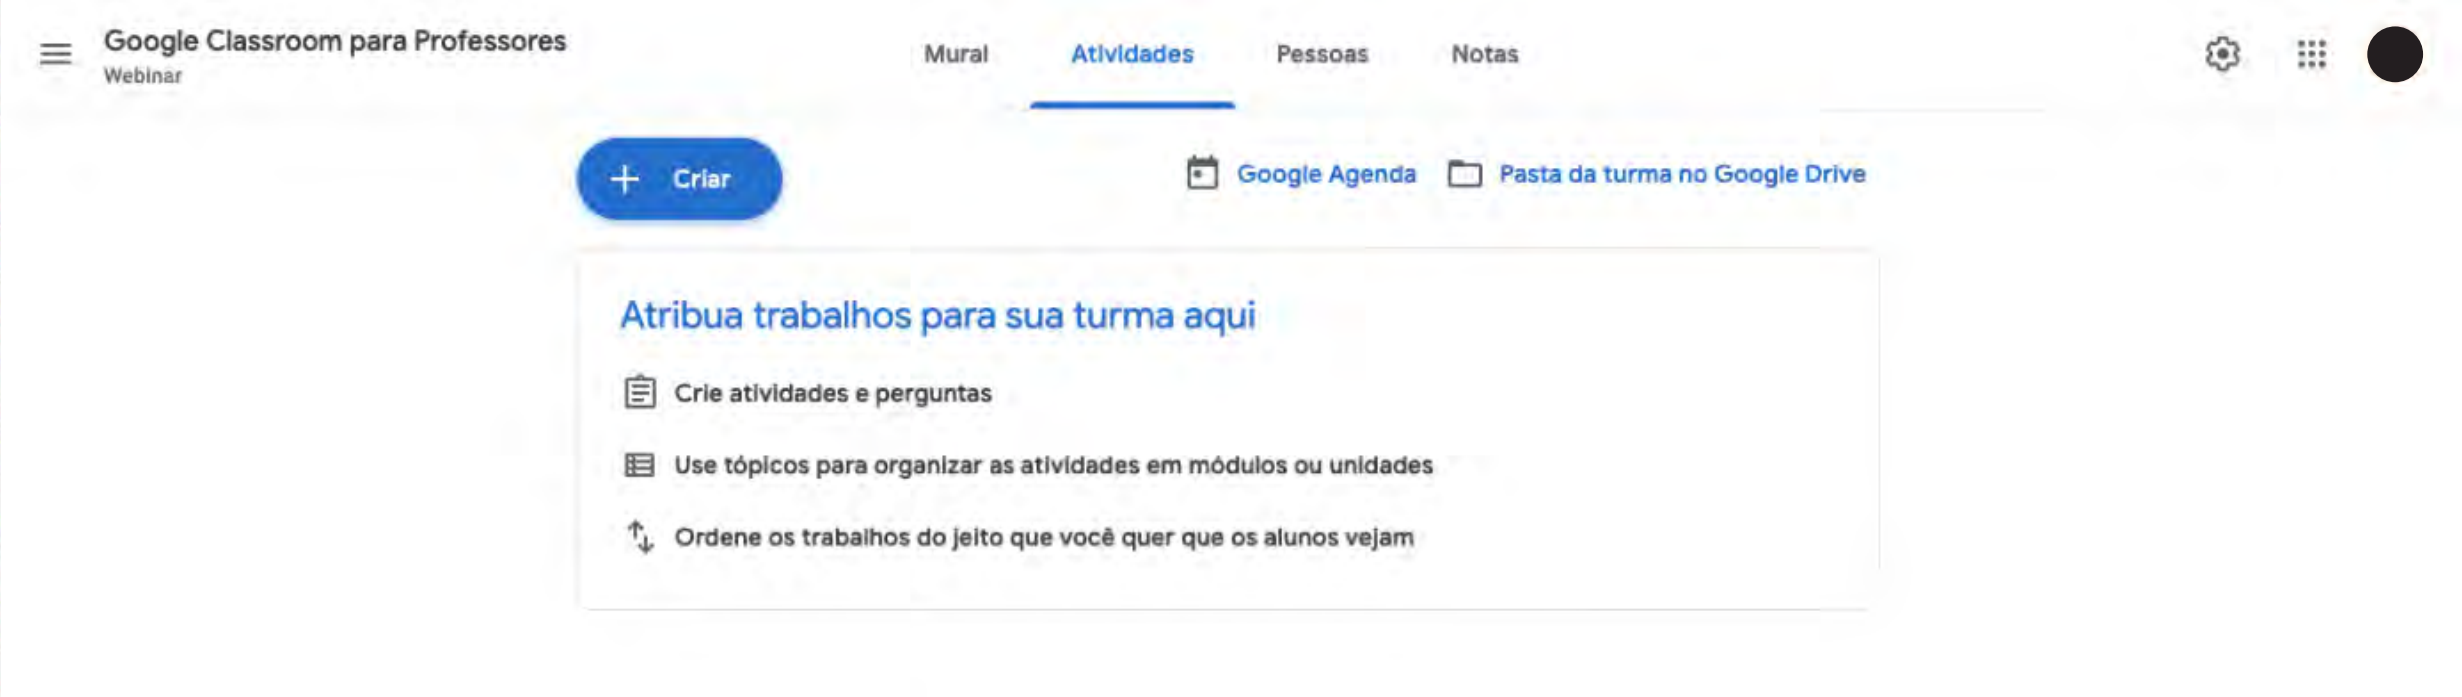 Google Classroom para Professores
Webinar
Mural
Atividades
Pessoas
Notas
Criar
Google Agenda
Pasta da turma no Google Drive
Atribua trabalhos para sua turma aqui
Crie atividades e perguntas
Use tópicos para organizar as atividades em módulos ou unidades
Ordene os trabalhos do jeito que você quer que os alunos vejam